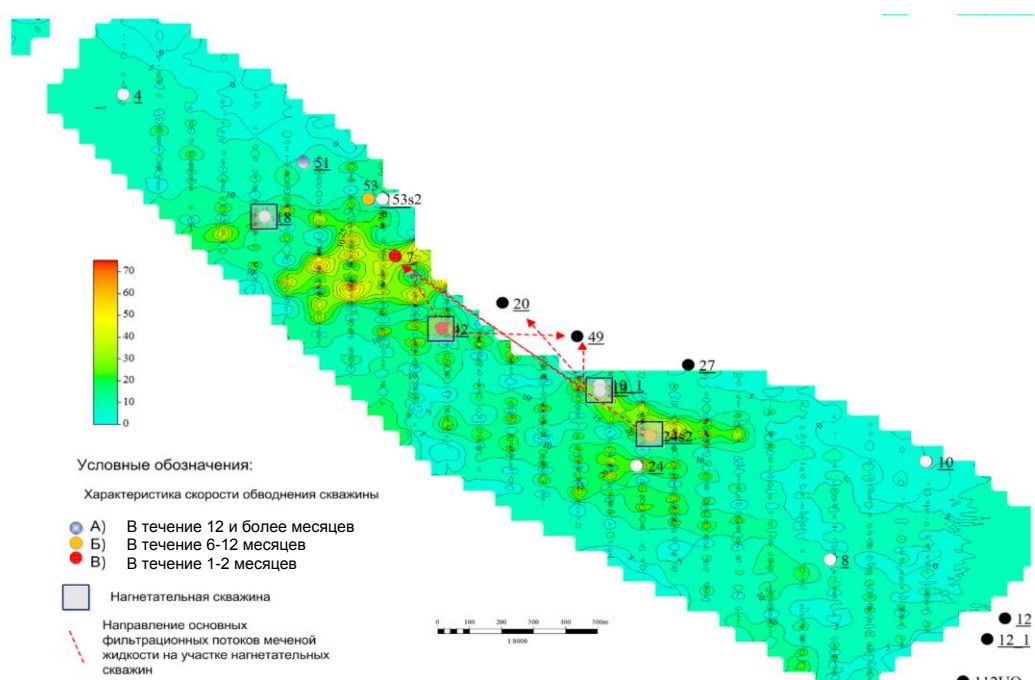 4
51
53
53s2
18
7
20
42
49
27
19_1
24s2
24
10
8
12
12_1
70
60
50
40
30
20
10
0
Условные обозначения:
Характеристика скорости обводнения скважины
А) В течение 12 и более месяцев
Б) В течение 6-12 месяцев
В) В течение 1-2 месяцев
Нагнетательная скважина
Направление основных
фильтрационных потоков меченой
жидкости на участке нагнетательных
скважин
0 100 200 300 400 500m
1:8000